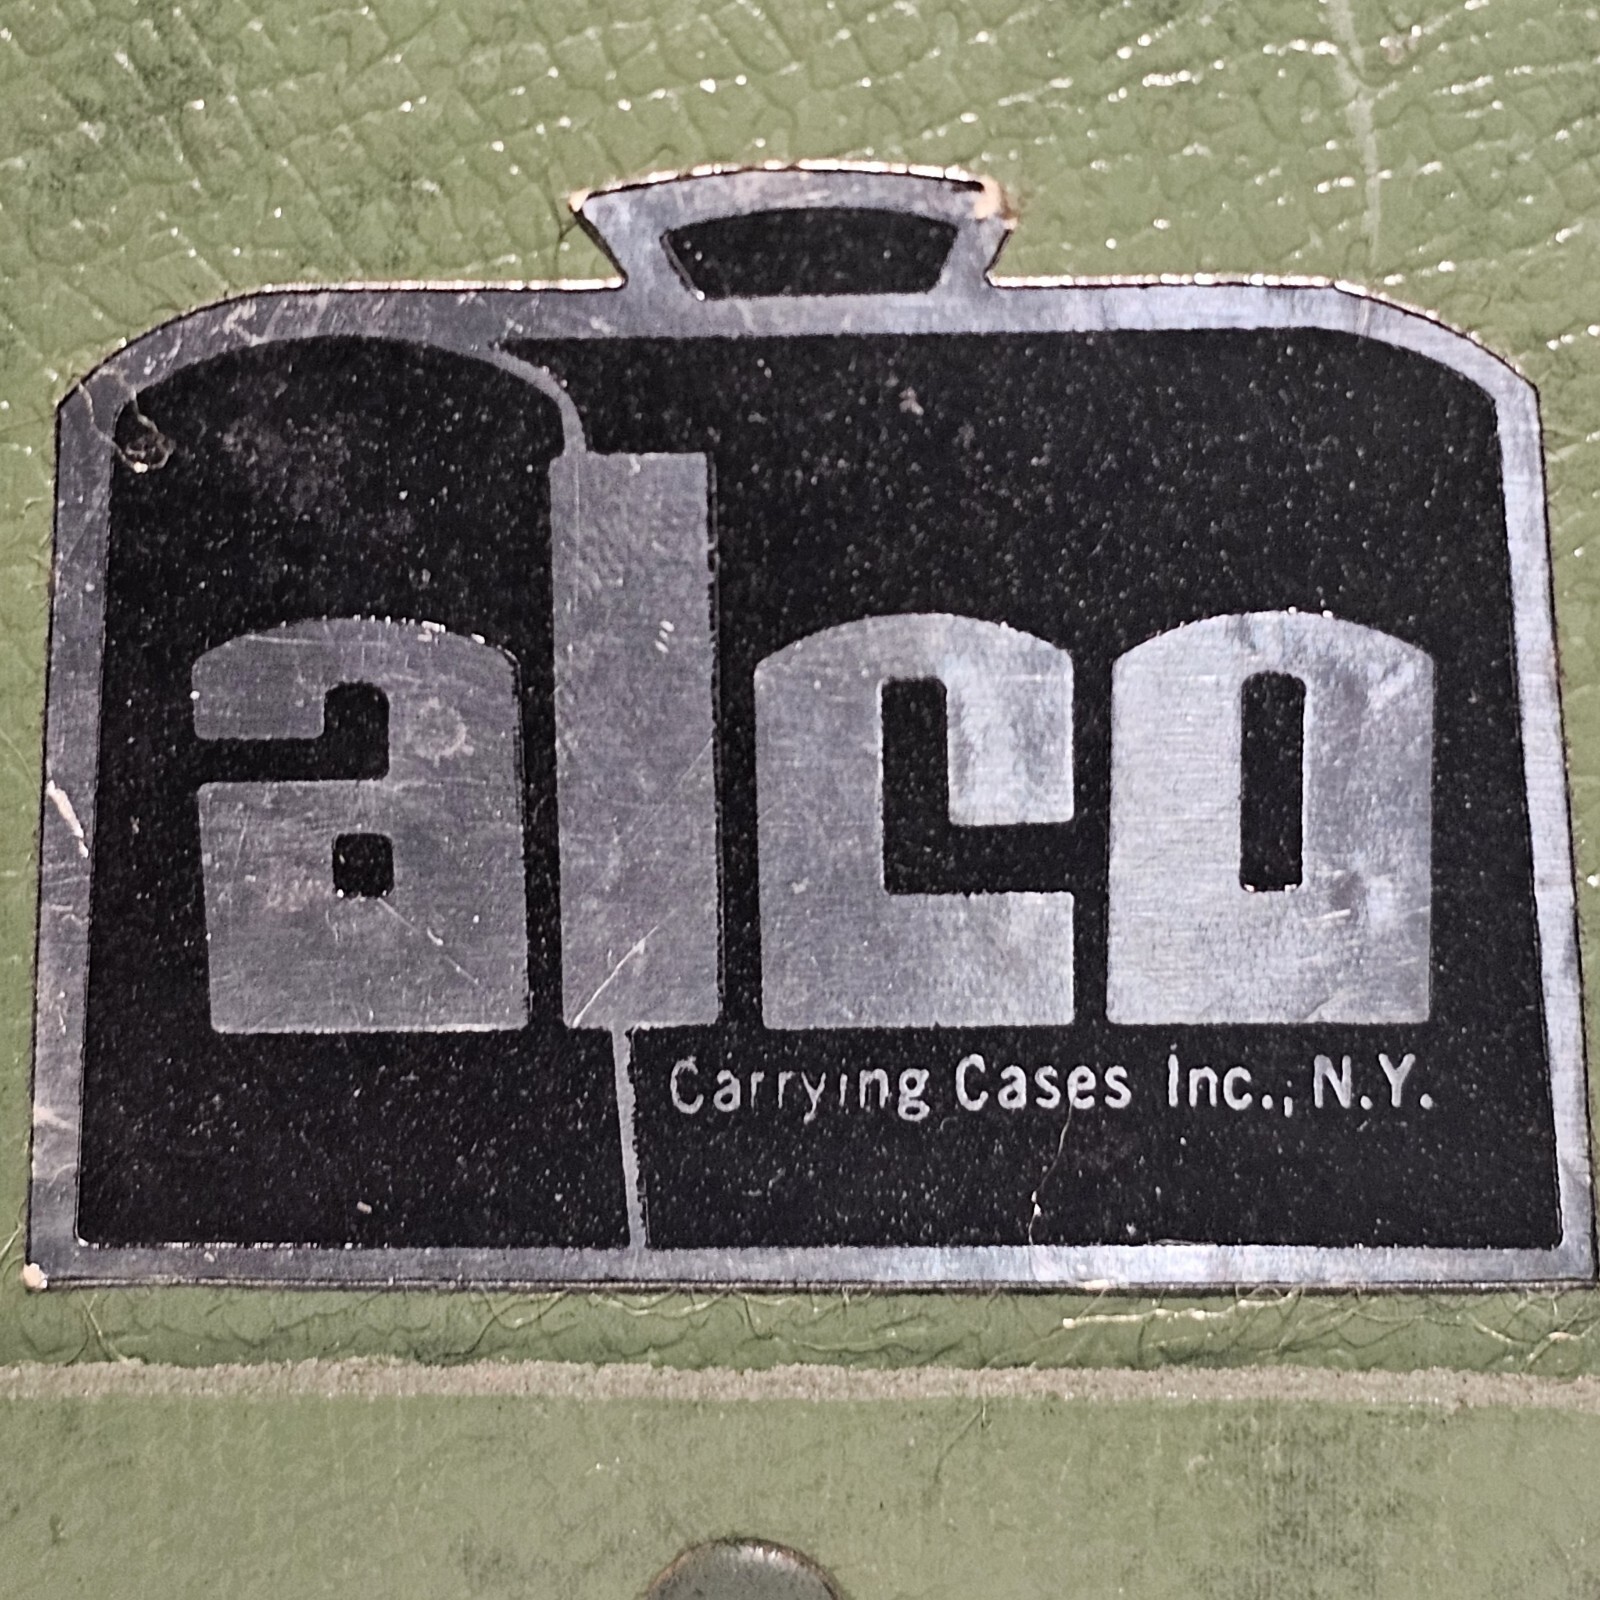 alco
Carrying Cases Inc., N.Y.